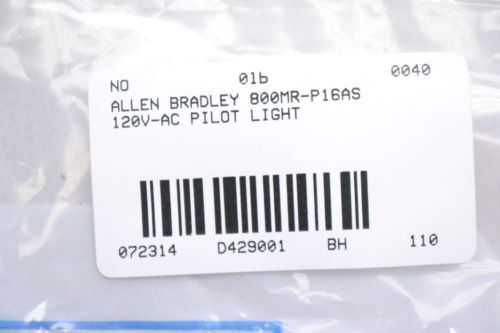 NO 01b 0040
ALLEN BRADLEY 800MR-P16AS
120V-AC PILOT LIGHT
072314 D429001 BH 110